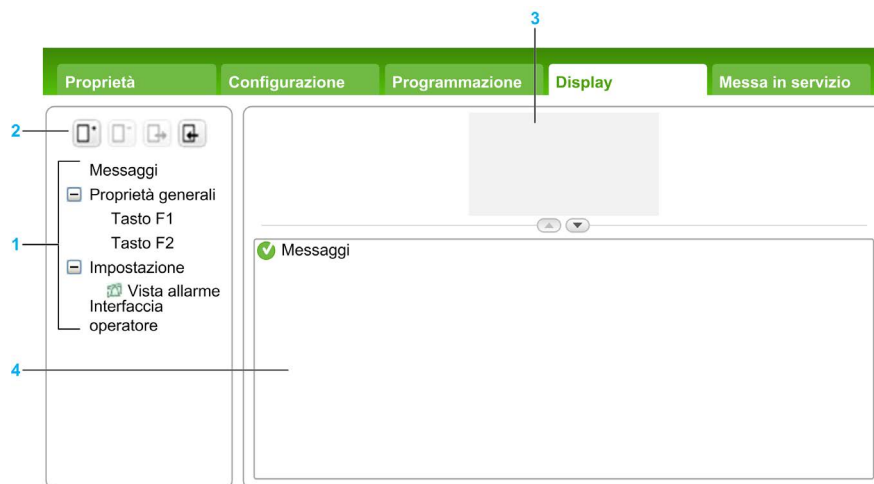 3
Proprietà Configurazione Programmazione Display Messa in servizio
2
Messaggi
Proprietà generali
Tasto F1
Tasto F2
1
Impostazione
Vista allarme
Interfaccia
operatore
Messaggi
4